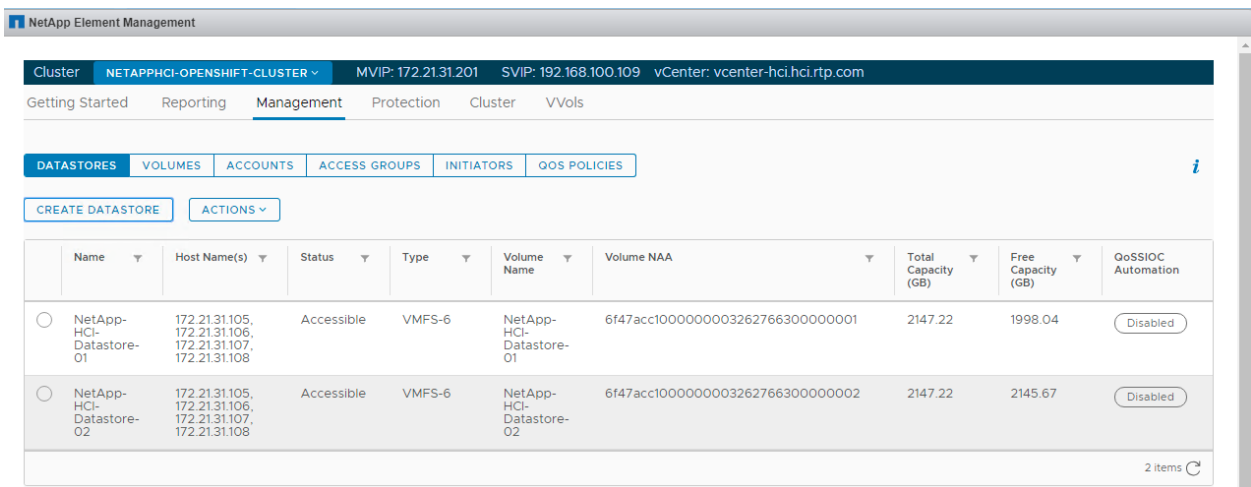 NetApp Element Management
Cluster NETAPPHCI-OPENSHIFT-CLUSTER MVIP: 172.21.31.201 SVIP: 192.168.100.109 vCenter: vcenter-hci.hci.rtp.com
Getting Started Reporting Management Protection Cluster VVols
DATASTORES VOLUMES ACCOUNTS ACCESS GROUPS INITIATORS QOS POLICIES i
CREATE DATASTORE ACTIONS
Name Host Name(s) Status Type Volume Name Volume NAA Total Capacity (GB) Free Capacity (GB) QoSSIOC Automation
NetApp- 172.21.31.105, Accessible VMFS-6 NetApp- 6f47acc1000000003262766300000001 2147.22 1998.04 Disabled
HCI- 172.21.31.106, HCI-
Datastore- 172.21.31.107, Datastore-
01 172.21.31.108 01
NetApp- 172.21.31.105, Accessible VMFS-6 NetApp- 6f47acc1000000003262766300000002 2147.22 2145.67 Disabled
HCI- 172.21.31.106, HCI-
Datastore- 172.21.31.107, Datastore-
02 172.21.31.108 02
2 items